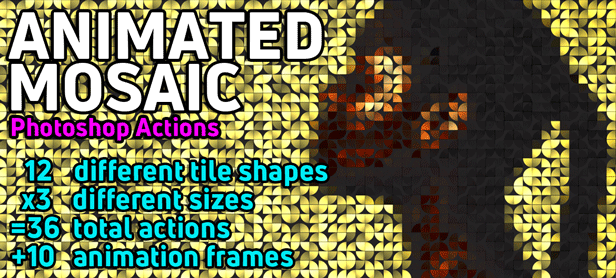 ANIMATED
MOSAIC
Photoshop Actions
12 different tile shapes
x3 different sizes
=36 total actions
+10 animation frames